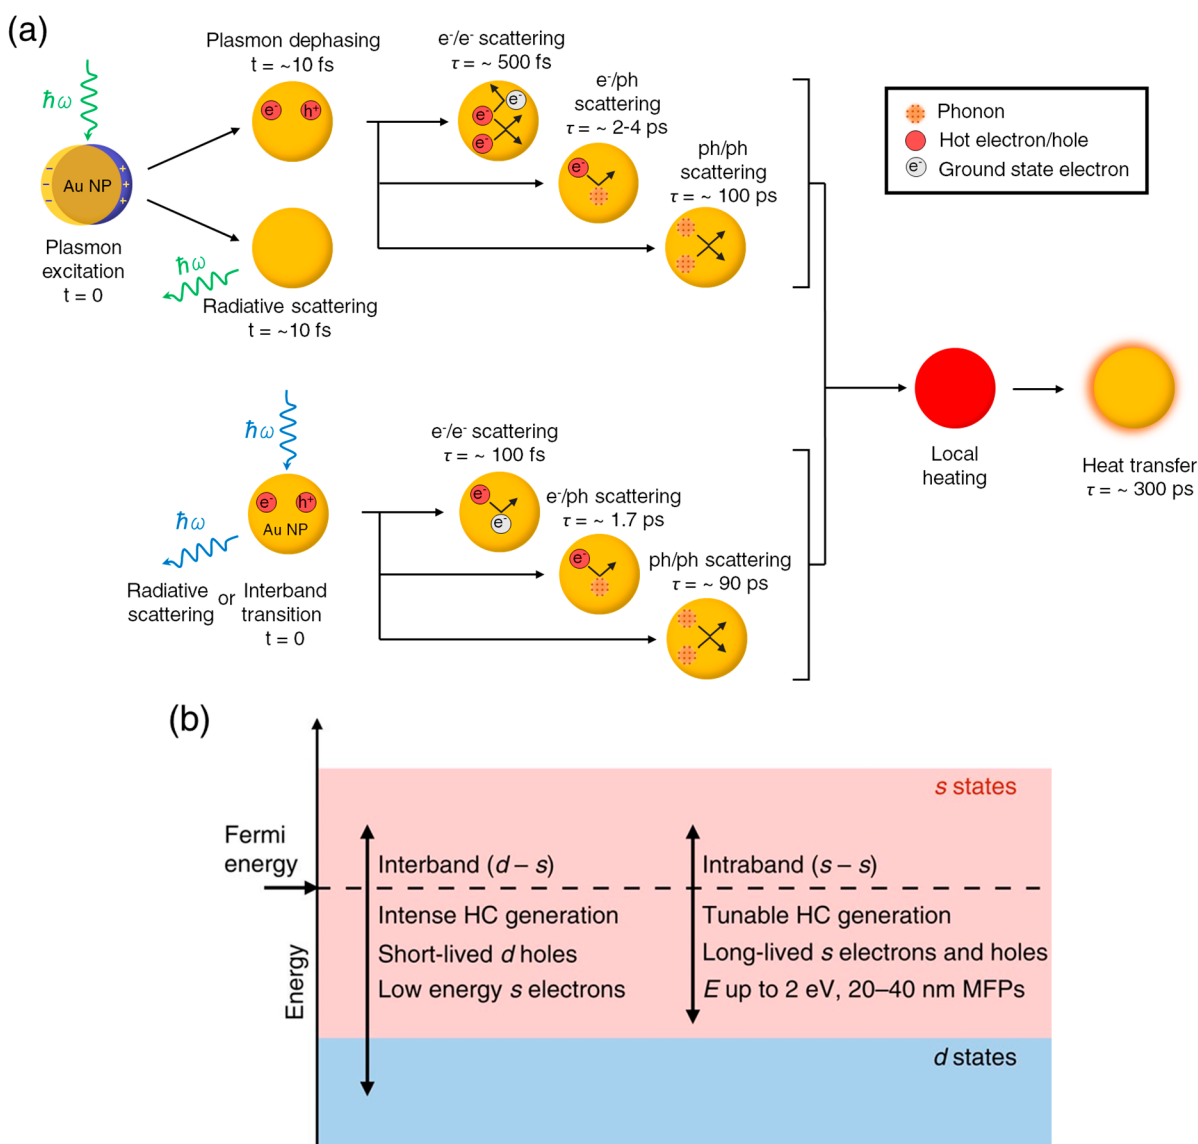 (a)
ħω
Au NP
Plasmon
excitation
t = 0
Plasmon dephasing
t = ~10 fs
e⁻
h⁺
ħω
Radiative scattering
t = ~10 fs
e⁻/e⁻ scattering
τ = ~ 500 fs
e⁻
e⁻
e⁻
e⁻/ph
scattering
τ = ~ 2-4 ps
e⁻
ph/ph
scattering
τ = ~ 100 ps
Phonon
Hot electron/hole
e⁻ Ground state electron
ħω
e⁻
h⁺
Au NP
ħω
Radiative
scattering
or
Interband
transition
t = 0
e⁻/e⁻ scattering
τ = ~ 100 fs
e⁻
e⁻
e⁻/ph scattering
τ = ~ 1.7 ps
e⁻
ph/ph scattering
τ = ~ 90 ps
Local
heating
Heat transfer
τ = ~ 300 ps
(b)
s states
Fermi
energy
Interband (d – s)
Intense HC generation
Short-lived d holes
Low energy s electrons
Intraband (s – s)
Tunable HC generation
Long-lived s electrons and holes
E up to 2 eV, 20–40 nm MFPs
Energy
d states